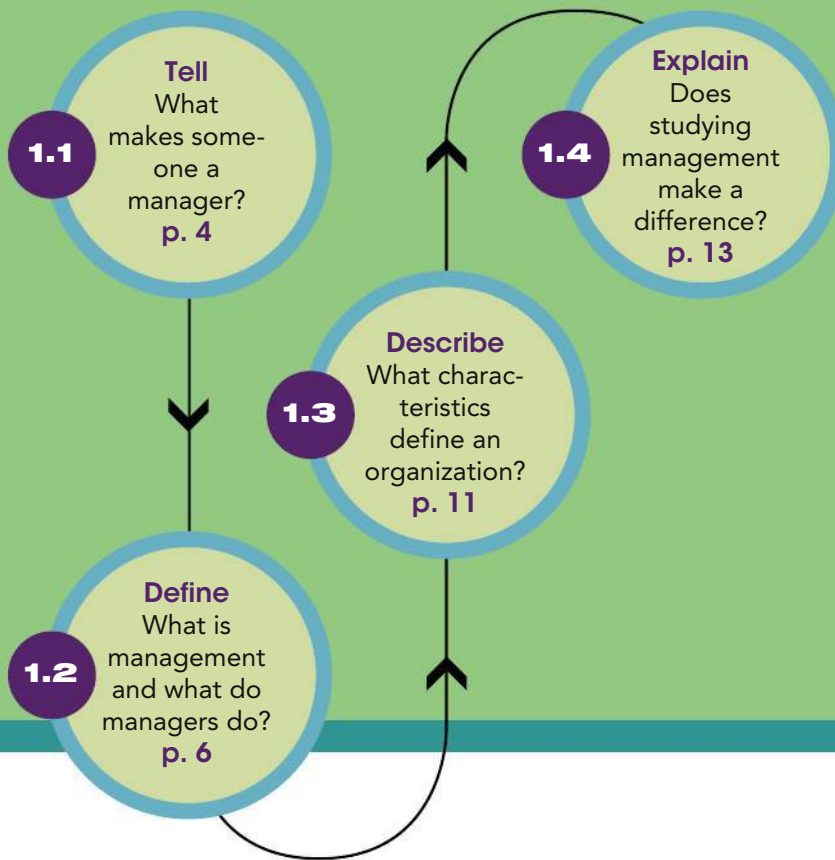 1.1
Tell
What
makes some-
one a
manager?
p. 4
1.2
Define
What is
management
and what do
managers do?
p. 6
1.3
Describe
What charac-
teristics
define an
organization?
p. 11
1.4
Explain
Does
studying
management
make a
difference?
p. 13